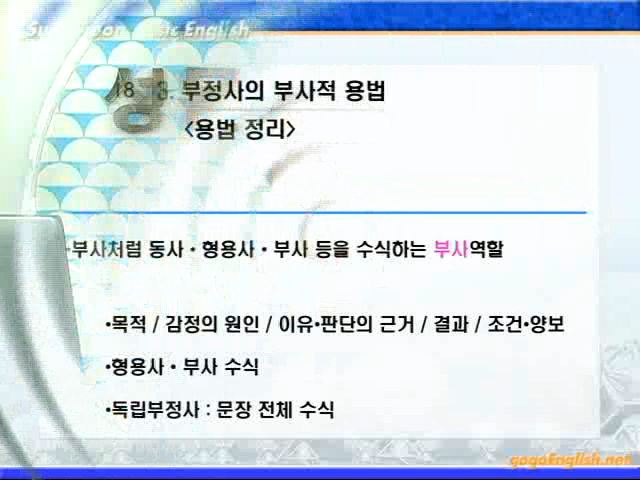 English
18 3. 부정사의 부사적 용법
<용법 정리>
•부사처럼 동사・형용사・부사 등을 수식하는 부사역할
•목적 / 감정의 원인 / 이유•판단의 근거 / 결과 / 조건•양보
•형용사・부사 수식
•독립부정사 : 문장 전체 수식
gogoEnglish.net